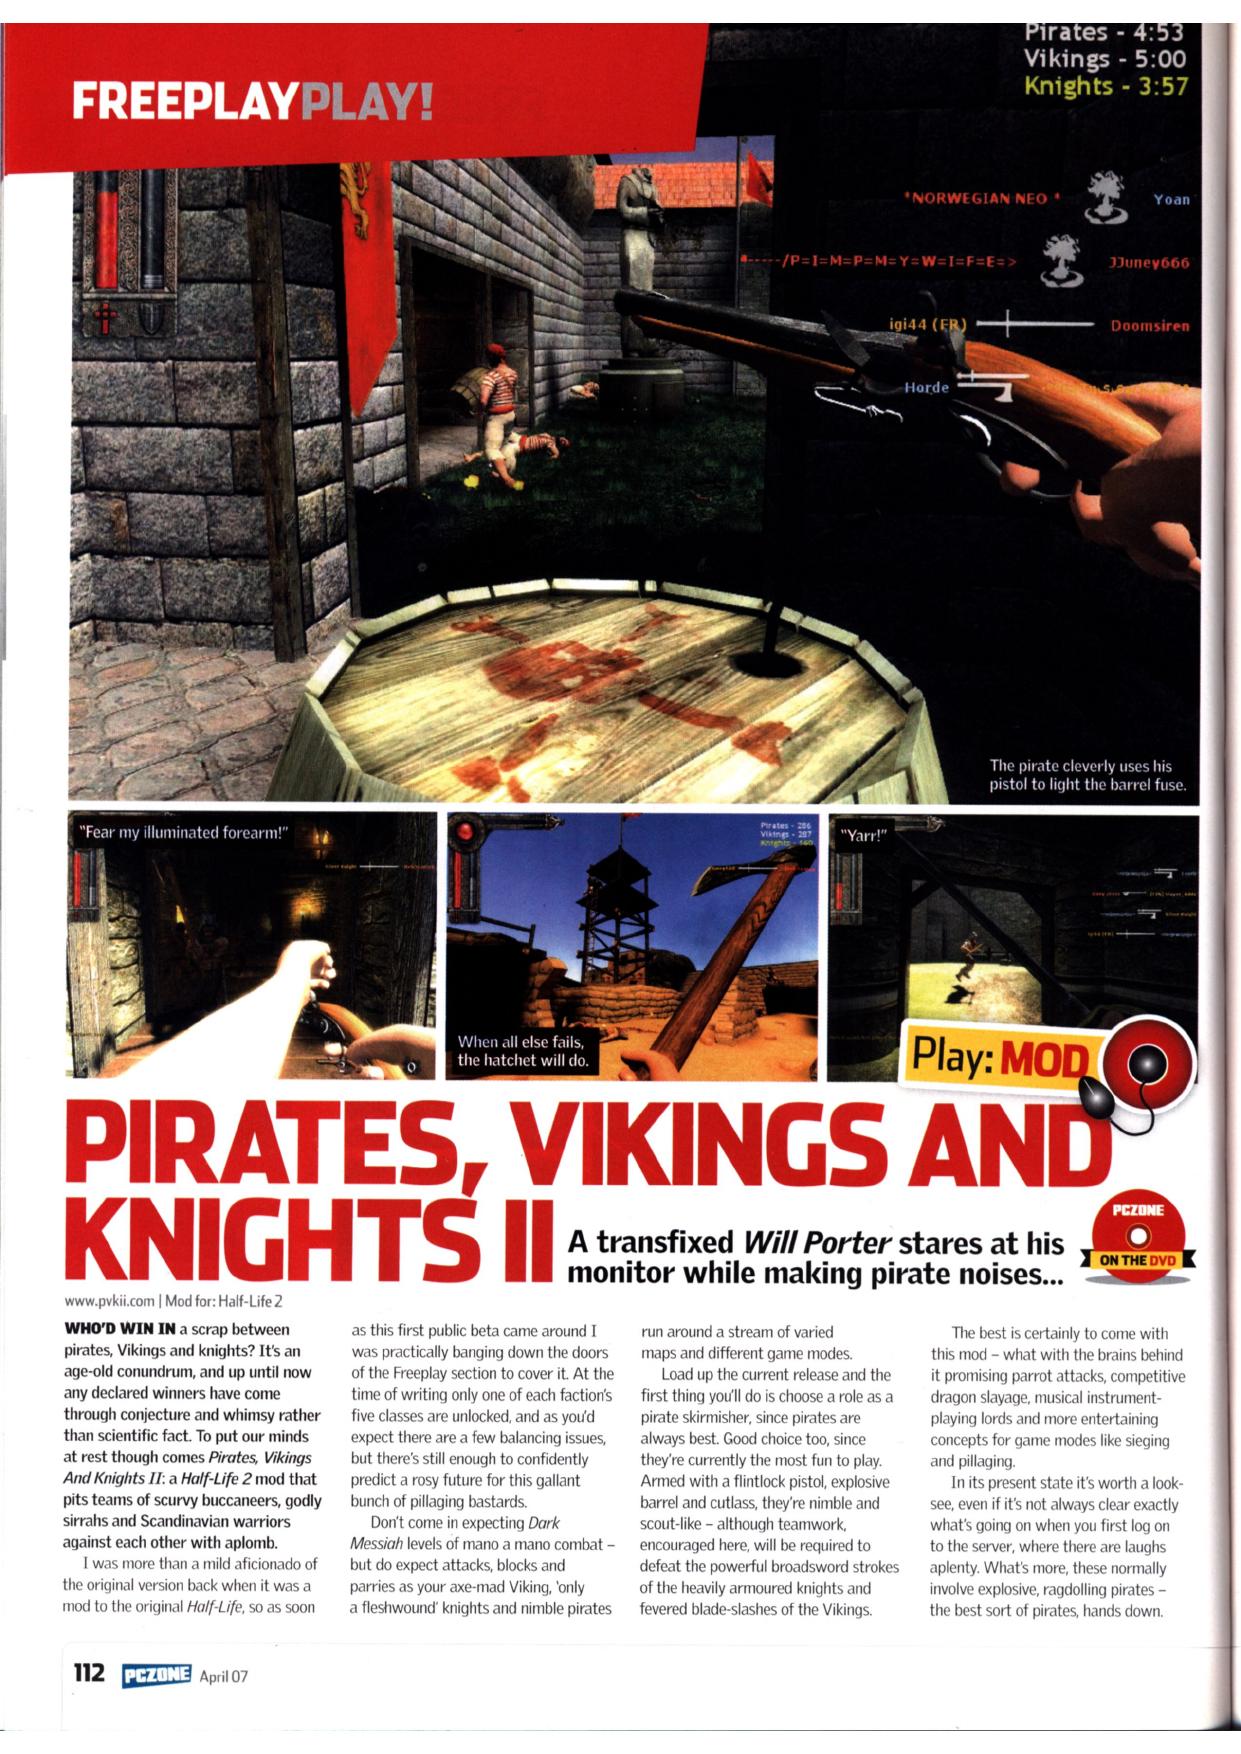 Pirates - 4:53
Vikings - 5:00
Knights - 3:57
FREEPLAYPLAY!
*NORWEGIAN NEO * Yoan
-----/P=I=M=P=M=Y=W=I=F=E=> JJuney666
igi44 (FR) Doomsiren
Horde
The pirate cleverly uses his
pistol to light the barrel fuse.
"Fear my illuminated forearm!"
Pirates - 286
Vikings - 287
Knights - 160
When all else fails,
the hatchet will do.
"Yarr!"
Play: MOD
PIRATES, VIKINGS AND
KNIGHTS II
A transfixed Will Porter stares at his
monitor while making pirate noises...
PCZONE
ON THE DVD
www.pvkii.com | Mod for: Half-Life 2
WHO'D WIN IN a scrap between
pirates, Vikings and knights? It's an
age-old conundrum, and up until now
any declared winners have come
through conjecture and whimsy rather
than scientific fact. To put our minds
at rest though comes Pirates, Vikings
And Knights II: a Half-Life 2 mod that
pits teams of scurvy buccaneers, godly
sirrahs and Scandinavian warriors
against each other with aplomb.
I was more than a mild aficionado of
the original version back when it was a
mod to the original Half-Life, so as soon
as this first public beta came around I
was practically banging down the doors
of the Freeplay section to cover it. At the
time of writing only one of each faction's
five classes are unlocked, and as you'd
expect there are a few balancing issues,
but there's still enough to confidently
predict a rosy future for this gallant
bunch of pillaging bastards.
Don't come in expecting Dark
Messiah levels of mano a mano combat –
but do expect attacks, blocks and
parries as your axe-mad Viking, 'only
a fleshwound' knights and nimble pirates
run around a stream of varied
maps and different game modes.
Load up the current release and the
first thing you'll do is choose a role as a
pirate skirmisher, since pirates are
always best. Good choice too, since
they're currently the most fun to play.
Armed with a flintlock pistol, explosive
barrel and cutlass, they're nimble and
scout-like – although teamwork,
encouraged here, will be required to
defeat the powerful broadsword strokes
of the heavily armoured knights and
fevered blade-slashes of the Vikings.
The best is certainly to come with
this mod – what with the brains behind
it promising parrot attacks, competitive
dragon slayage, musical instrument-
playing lords and more entertaining
concepts for game modes like sieging
and pillaging.
In its present state it's worth a look-
see, even if it's not always clear exactly
what's going on when you first log on
to the server, where there are laughs
aplenty. What's more, these normally
involve explosive, ragdolling pirates –
the best sort of pirates, hands down.
112 PCZONE April 07